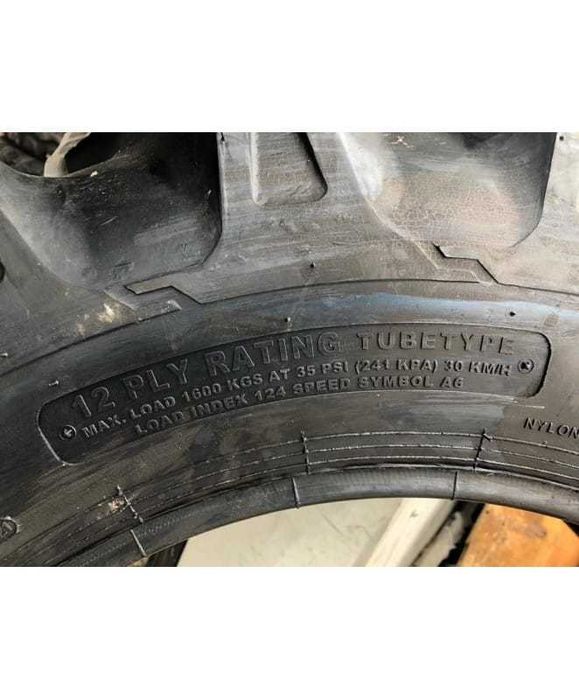 12 PLY RATING TUBETYPE
MAX. LOAD 1600 KGS AT 35 PSI (241 KPA) 30 KM/H
LOAD INDEX 124 SPEED SYMBOL A6
NYLON